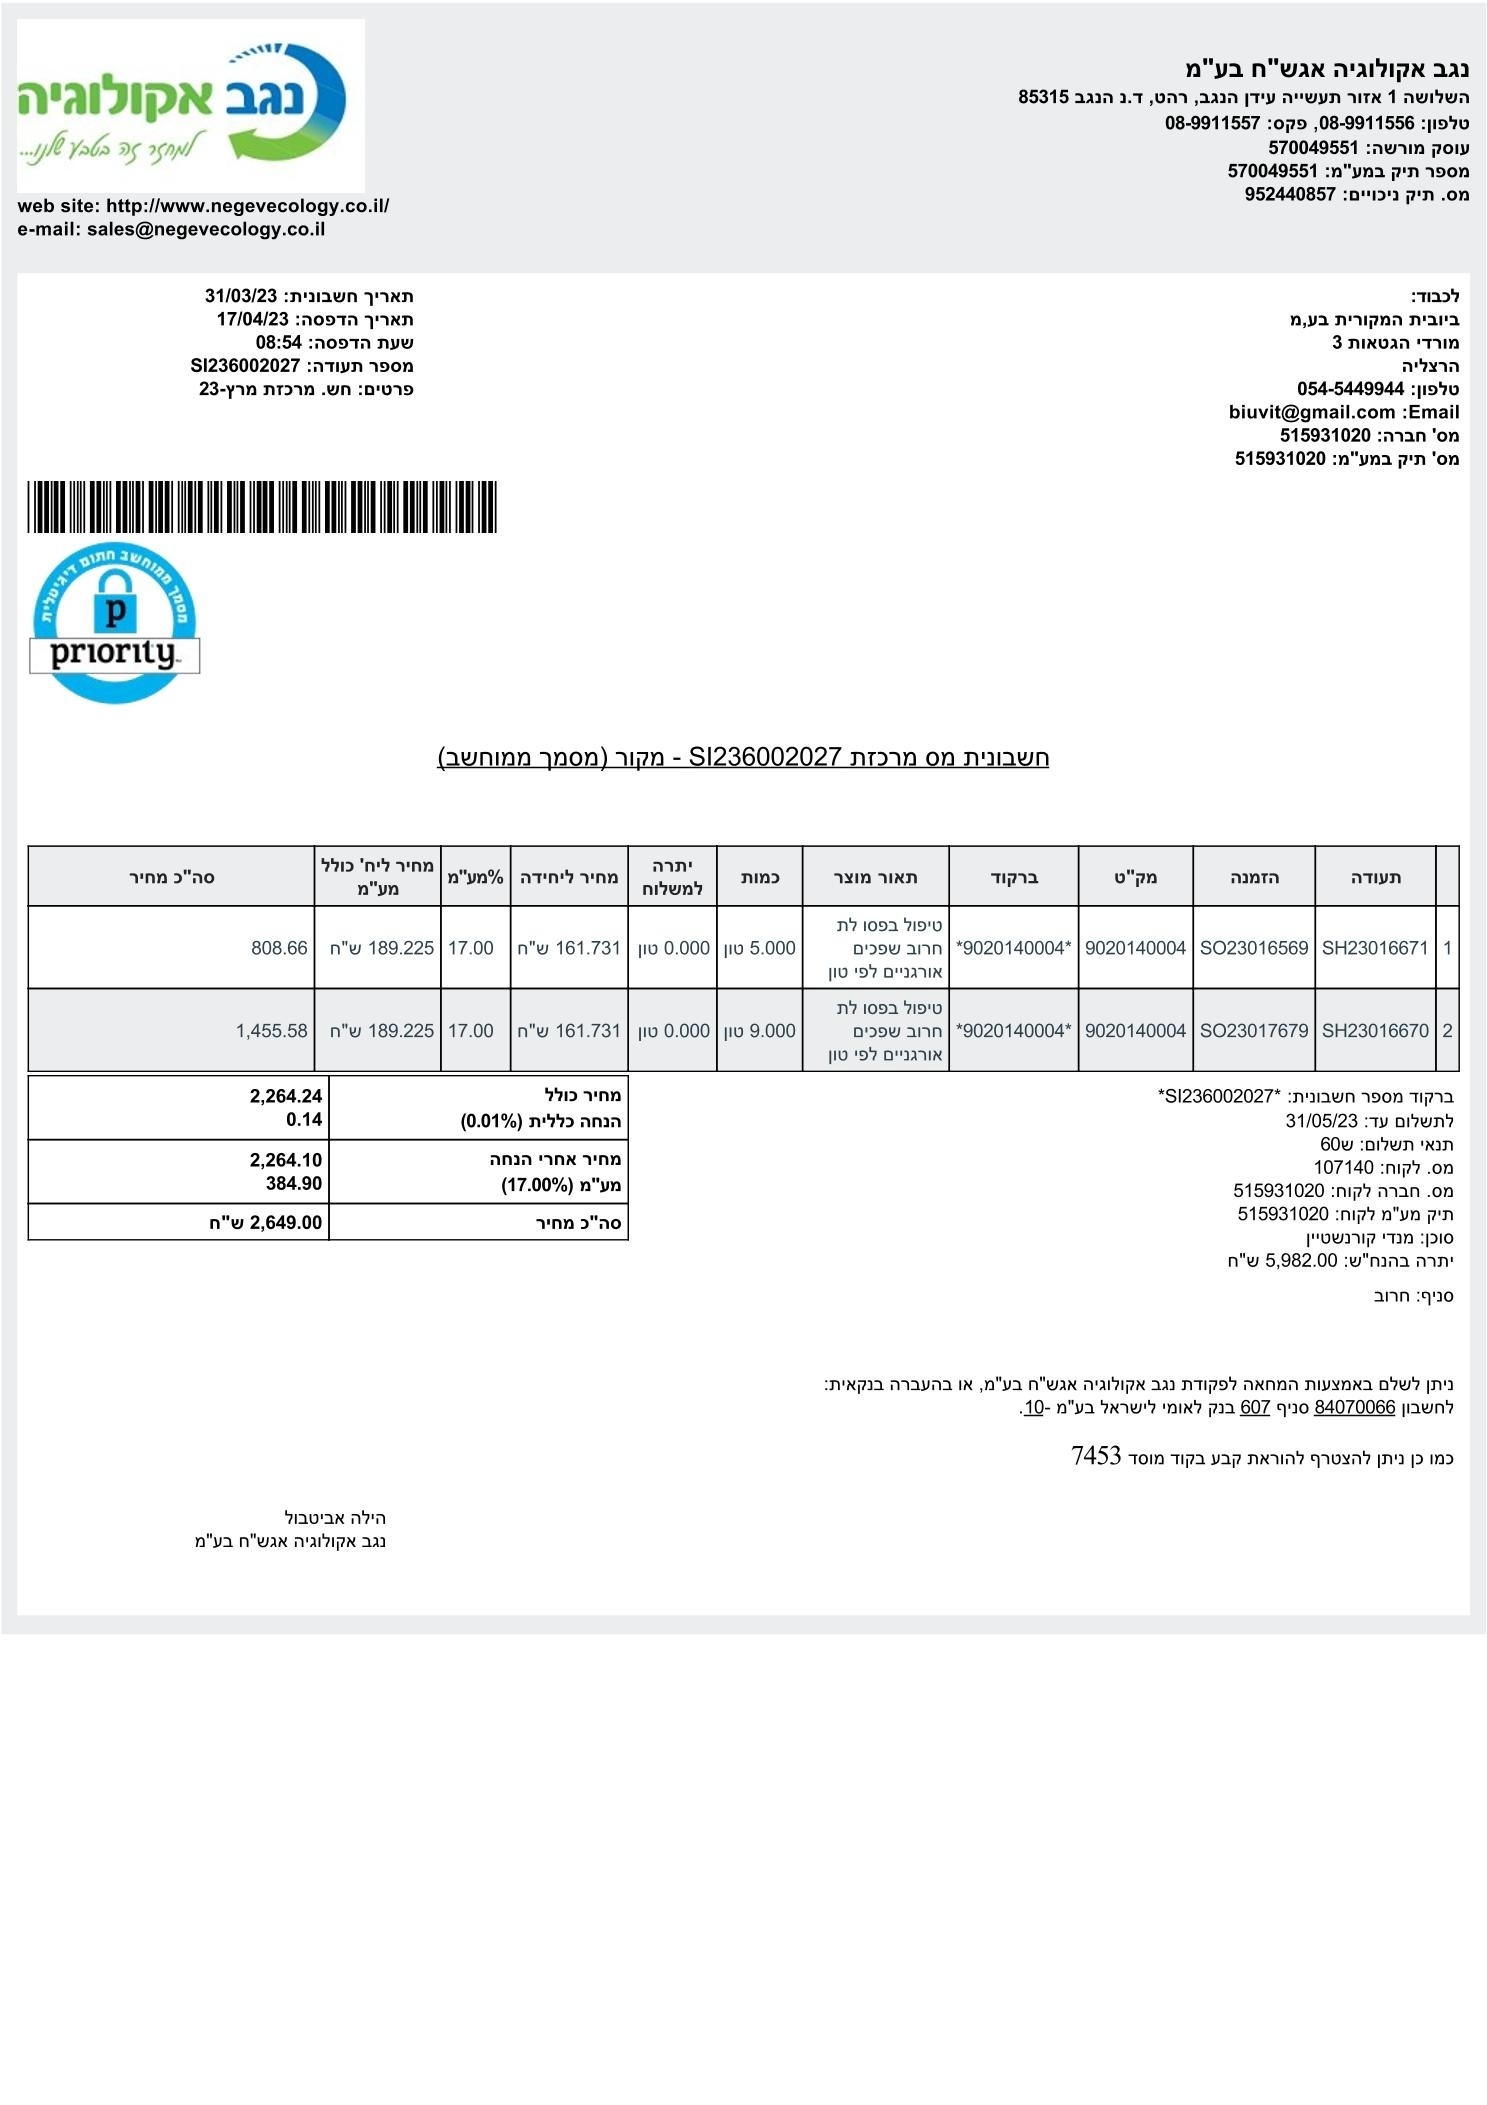 נגב אקולוגיה
למחזר זה בטבע שלנו...
web site: http://www.negevecology.co.il/
e-mail: sales@negevecology.co.il
נגב אקולוגיה אגש"ח בע"מ
השלושה 1 אזור תעשייה עידן הנגב, רהט, ד.נ הנגב 85315
טלפון: 08-9911556, פקס: 08-9911557
עוסק מורשה: 570049551
מספר תיק במע"מ: 570049551
מס. תיק ניכויים: 952440857
לכבוד:
ביובית המקורית בע,מ
מורדי הגטאות 3
הרצליה
טלפון: 054-5449944
Email: biuvit@gmail.com
מס' חברה: 515931020
מס' תיק במע"מ: 515931020
תאריך חשבונית: 31/03/23
תאריך הדפסה: 17/04/23
שעת הדפסה: 08:54
מספר תעודה: SI236002027
פרטים: חש. מרכזת מרץ-23
מסמך ממוחשב חתום דיגיטלית
p
priority
חשבונית מס מרכזת SI236002027 - מקור (מסמך ממוחשב)
תעודה הזמנה מק"ט ברקוד תאור מוצר כמות יתרה למשלוח מחיר ליחידה %מע"מ מחיר ליח' כולל מע"מ סה"כ מחיר
1 SH23016671 SO23016569 9020140004 *9020140004* טיפול בפסו לת חרוב שפכים אורגניים לפי טון 5.000 טון 0.000 טון 161.731 ש"ח 17.00 189.225 ש"ח 808.66
2 SH23016670 SO23017679 9020140004 *9020140004* טיפול בפסו לת חרוב שפכים אורגניים לפי טון 9.000 טון 0.000 טון 161.731 ש"ח 17.00 189.225 ש"ח 1,455.58
מחיר כולל 2,264.24
הנחה כללית (0.01%) 0.14
מחיר אחרי הנחה 2,264.10
מע"מ (17.00%) 384.90
סה"כ מחיר 2,649.00 ש"ח
ברקוד מספר חשבונית: *SI236002027*
לתשלום עד: 31/05/23
תנאי תשלום: ש60
מס. לקוח: 107140
מס. חברה לקוח: 515931020
תיק מע"מ לקוח: 515931020
סוכן: מנדי קורנשטיין
יתרה בהנח"ש: 5,982.00 ש"ח
סניף: חרוב
ניתן לשלם באמצעות המחאה לפקודת נגב אקולוגיה אגש"ח בע"מ, או בהעברה בנקאית:
לחשבון 84070066 סניף 607 בנק לאומי לישראל בע"מ -10.
כמו כן ניתן להצטרף להוראת קבע בקוד מוסד 7453
הילה אביטבול
נגב אקולוגיה אגש"ח בע"מ